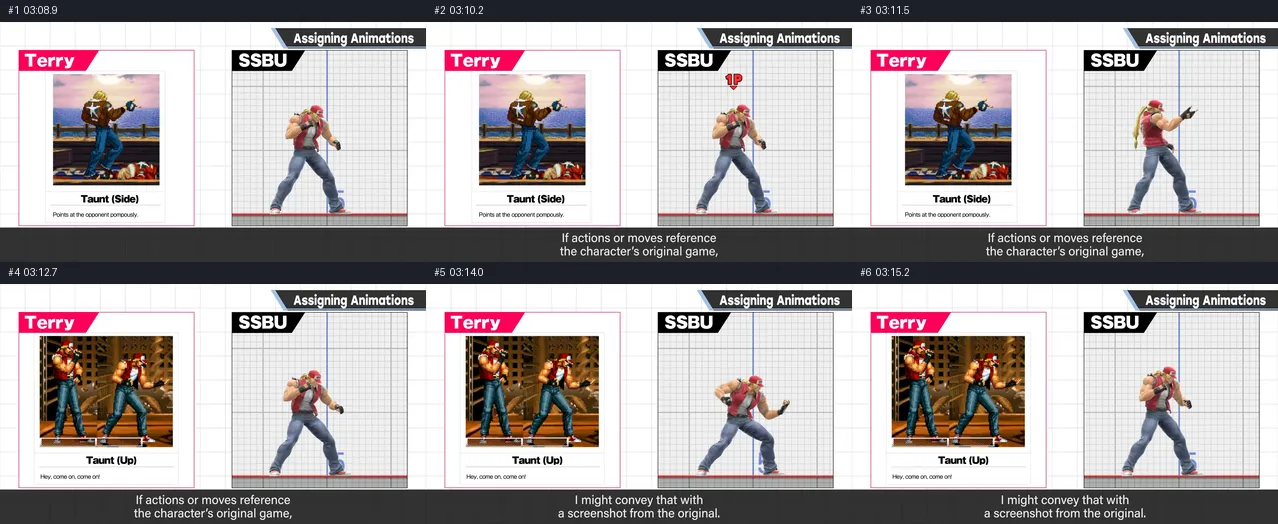 #1 03:08.9
Assigning Animations
Terry
SSBU
Taunt (Side)
Points at the opponent pompously.
#2 03:10.2
Assigning Animations
Terry
SSBU
1P
Taunt (Side)
Points at the opponent pompously.
If actions or moves reference
the character's original game,
#3 03:11.5
Assigning Animations
Terry
SSBU
Taunt (Side)
Points at the opponent pompously.
If actions or moves reference
the character's original game,
#4 03:12.7
Assigning Animations
Terry
SSBU
Taunt (Up)
Hey, come on, come on!
If actions or moves reference
the character's original game,
#5 03:14.0
Assigning Animations
Terry
SSBU
Taunt (Up)
Hey, come on, come on!
I might convey that with
a screenshot from the original.
#6 03:15.2
Assigning Animations
Terry
SSBU
Taunt (Up)
Hey, come on, come on!
I might convey that with
a screenshot from the original.